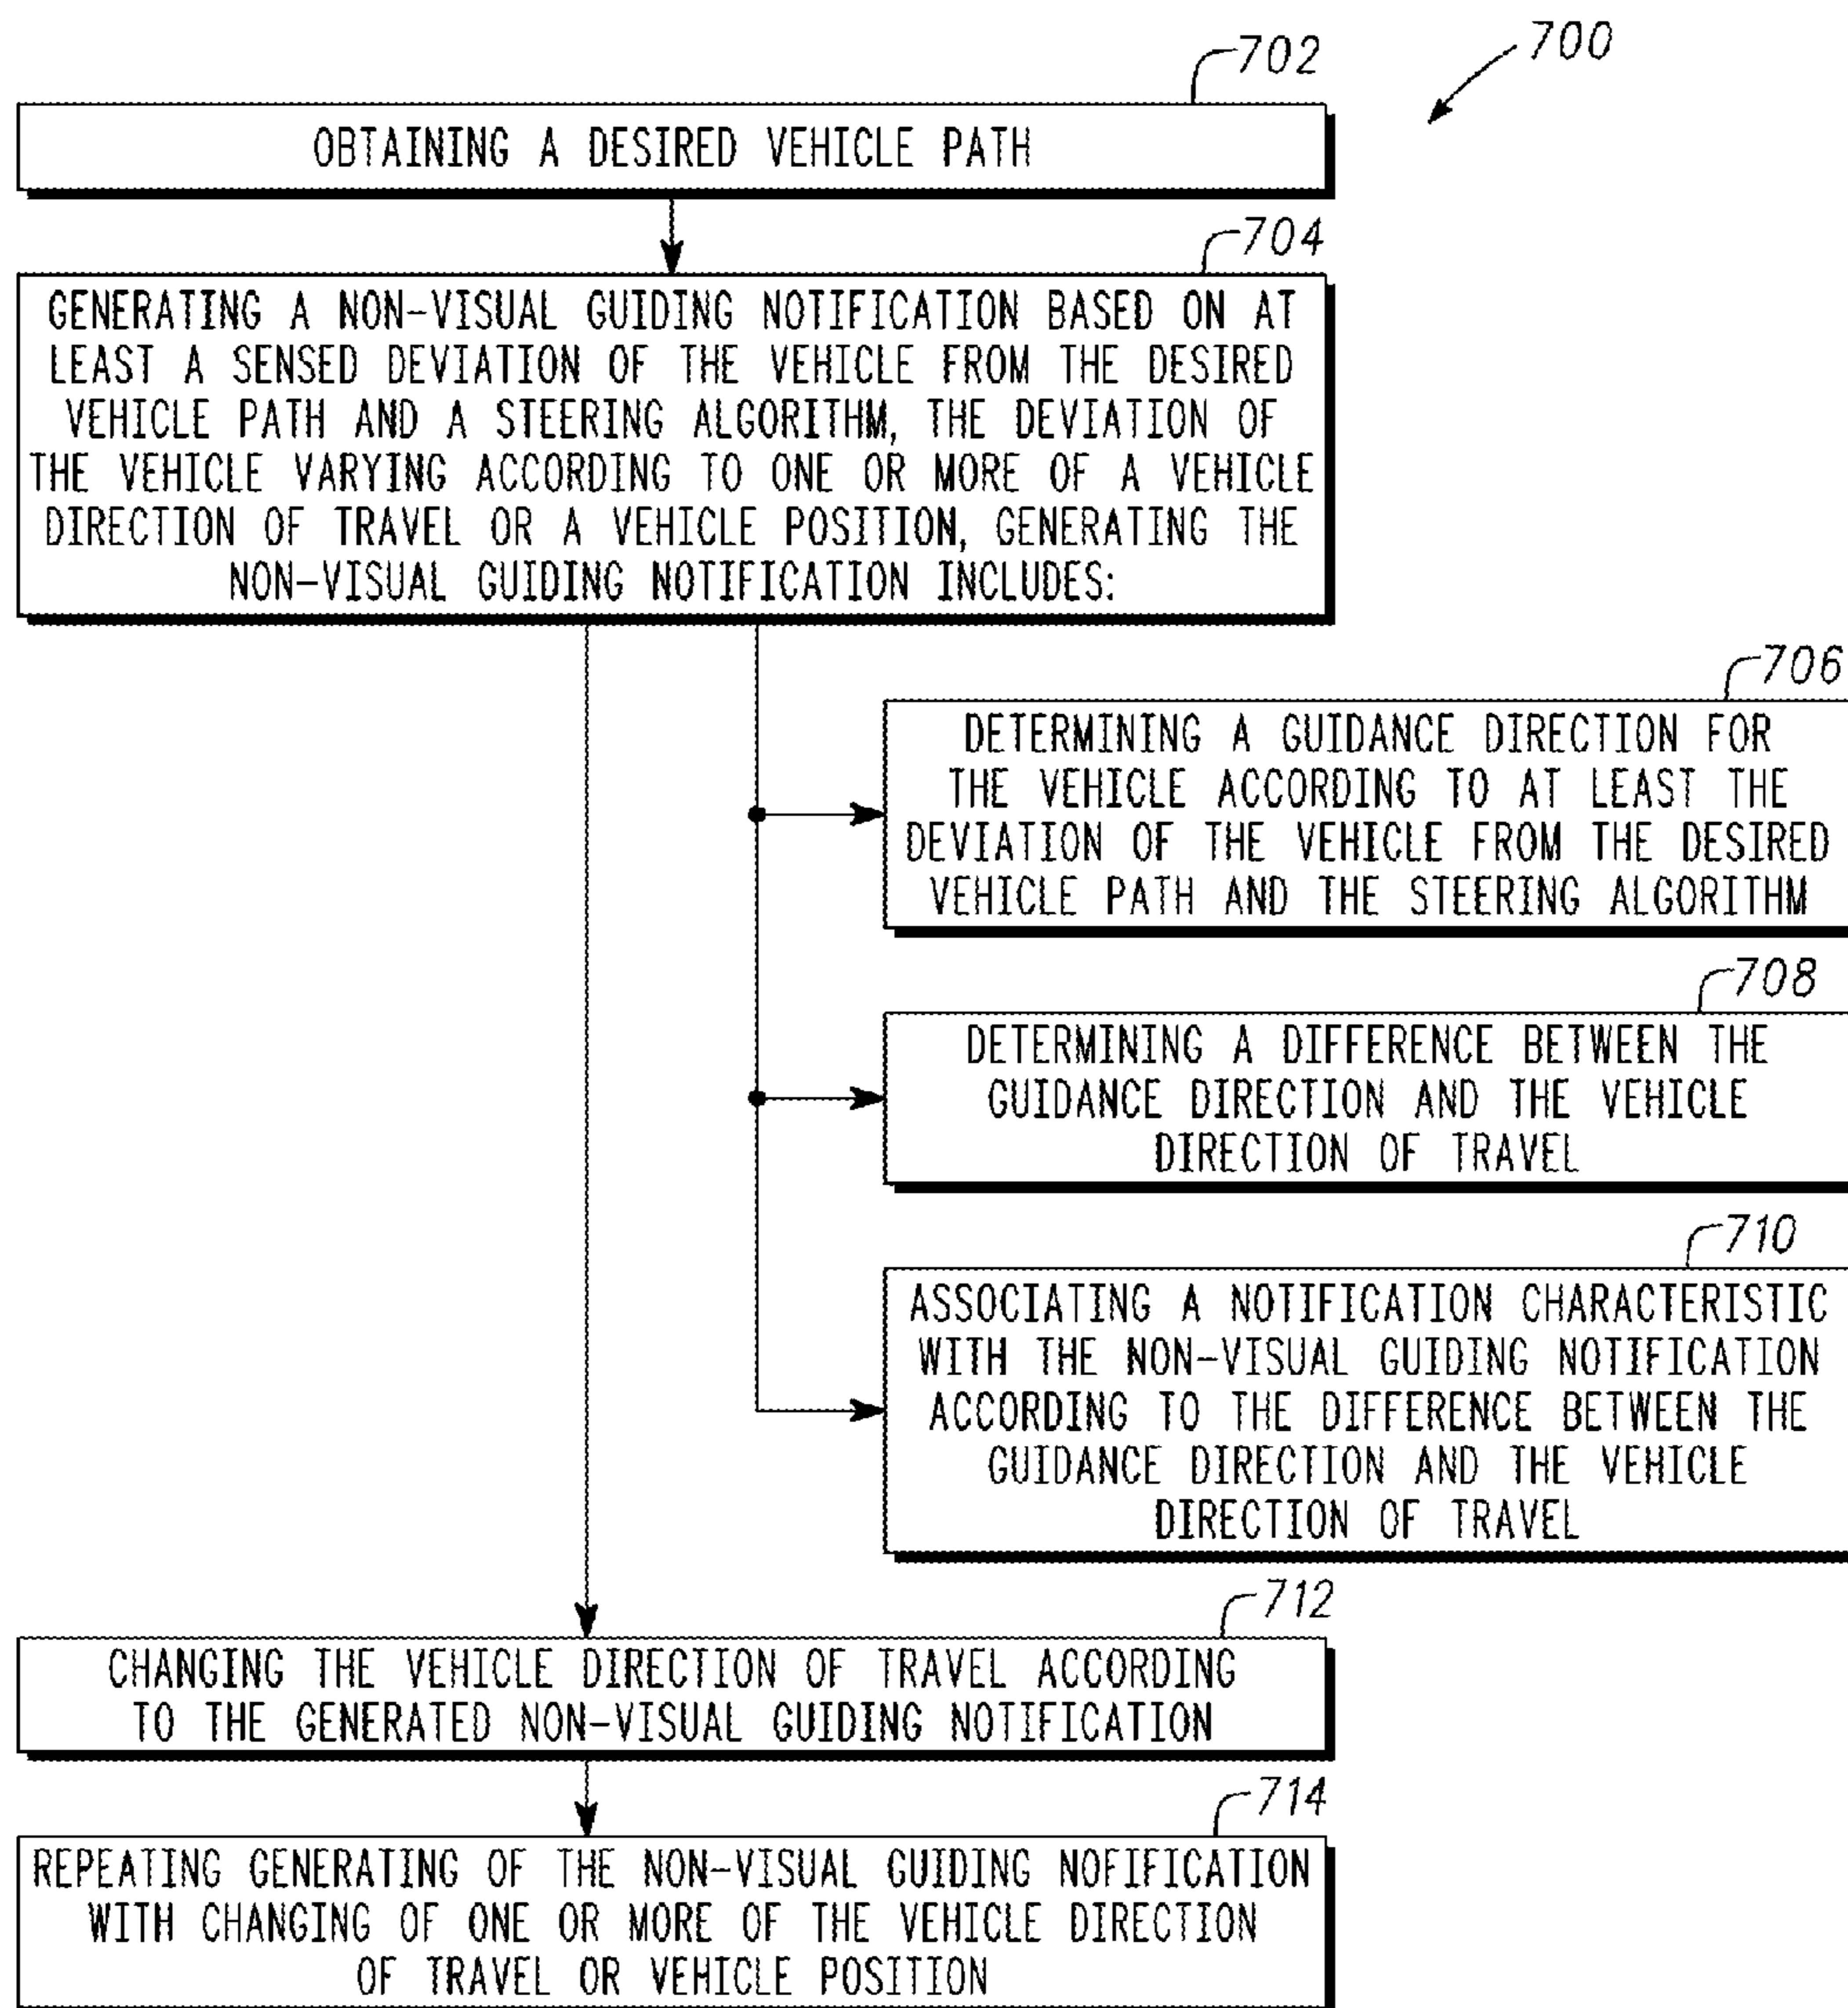 700
702
OBTAINING A DESIRED VEHICLE PATH
704
GENERATING A NON-VISUAL GUIDING NOTIFICATION BASED ON AT
LEAST A SENSED DEVIATION OF THE VEHICLE FROM THE DESIRED
VEHICLE PATH AND A STEERING ALGORITHM, THE DEVIATION OF
THE VEHICLE VARYING ACCORDING TO ONE OR MORE OF A VEHICLE
DIRECTION OF TRAVEL OR A VEHICLE POSITION, GENERATING THE
NON-VISUAL GUIDING NOTIFICATION INCLUDES:
706
DETERMINING A GUIDANCE DIRECTION FOR
THE VEHICLE ACCORDING TO AT LEAST THE
DEVIATION OF THE VEHICLE FROM THE DESIRED
VEHICLE PATH AND THE STEERING ALGORITHM
708
DETERMINING A DIFFERENCE BETWEEN THE
GUIDANCE DIRECTION AND THE VEHICLE
DIRECTION OF TRAVEL
710
ASSOCIATING A NOTIFICATION CHARACTERISTIC
WITH THE NON-VISUAL GUIDING NOTIFICATION
ACCORDING TO THE DIFFERENCE BETWEEN THE
GUIDANCE DIRECTION AND THE VEHICLE
DIRECTION OF TRAVEL
712
CHANGING THE VEHICLE DIRECTION OF TRAVEL ACCORDING
TO THE GENERATED NON-VISUAL GUIDING NOTIFICATION
714
REPEATING GENERATING OF THE NON-VISUAL GUIDING NOFIFICATION
WITH CHANGING OF ONE OR MORE OF THE VEHICLE DIRECTION
OF TRAVEL OR VEHICLE POSITION